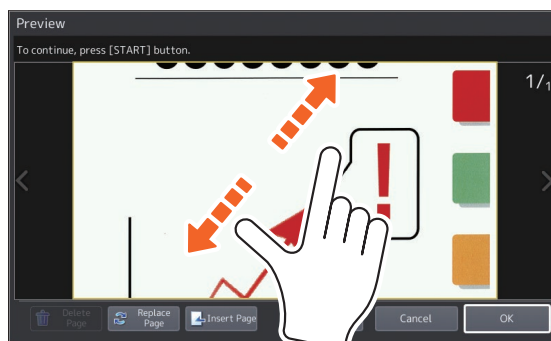 Preview
To continue, press [START] button.
1/1
!
Delete
Page
Replace
Page
Insert Page
Cancel
OK